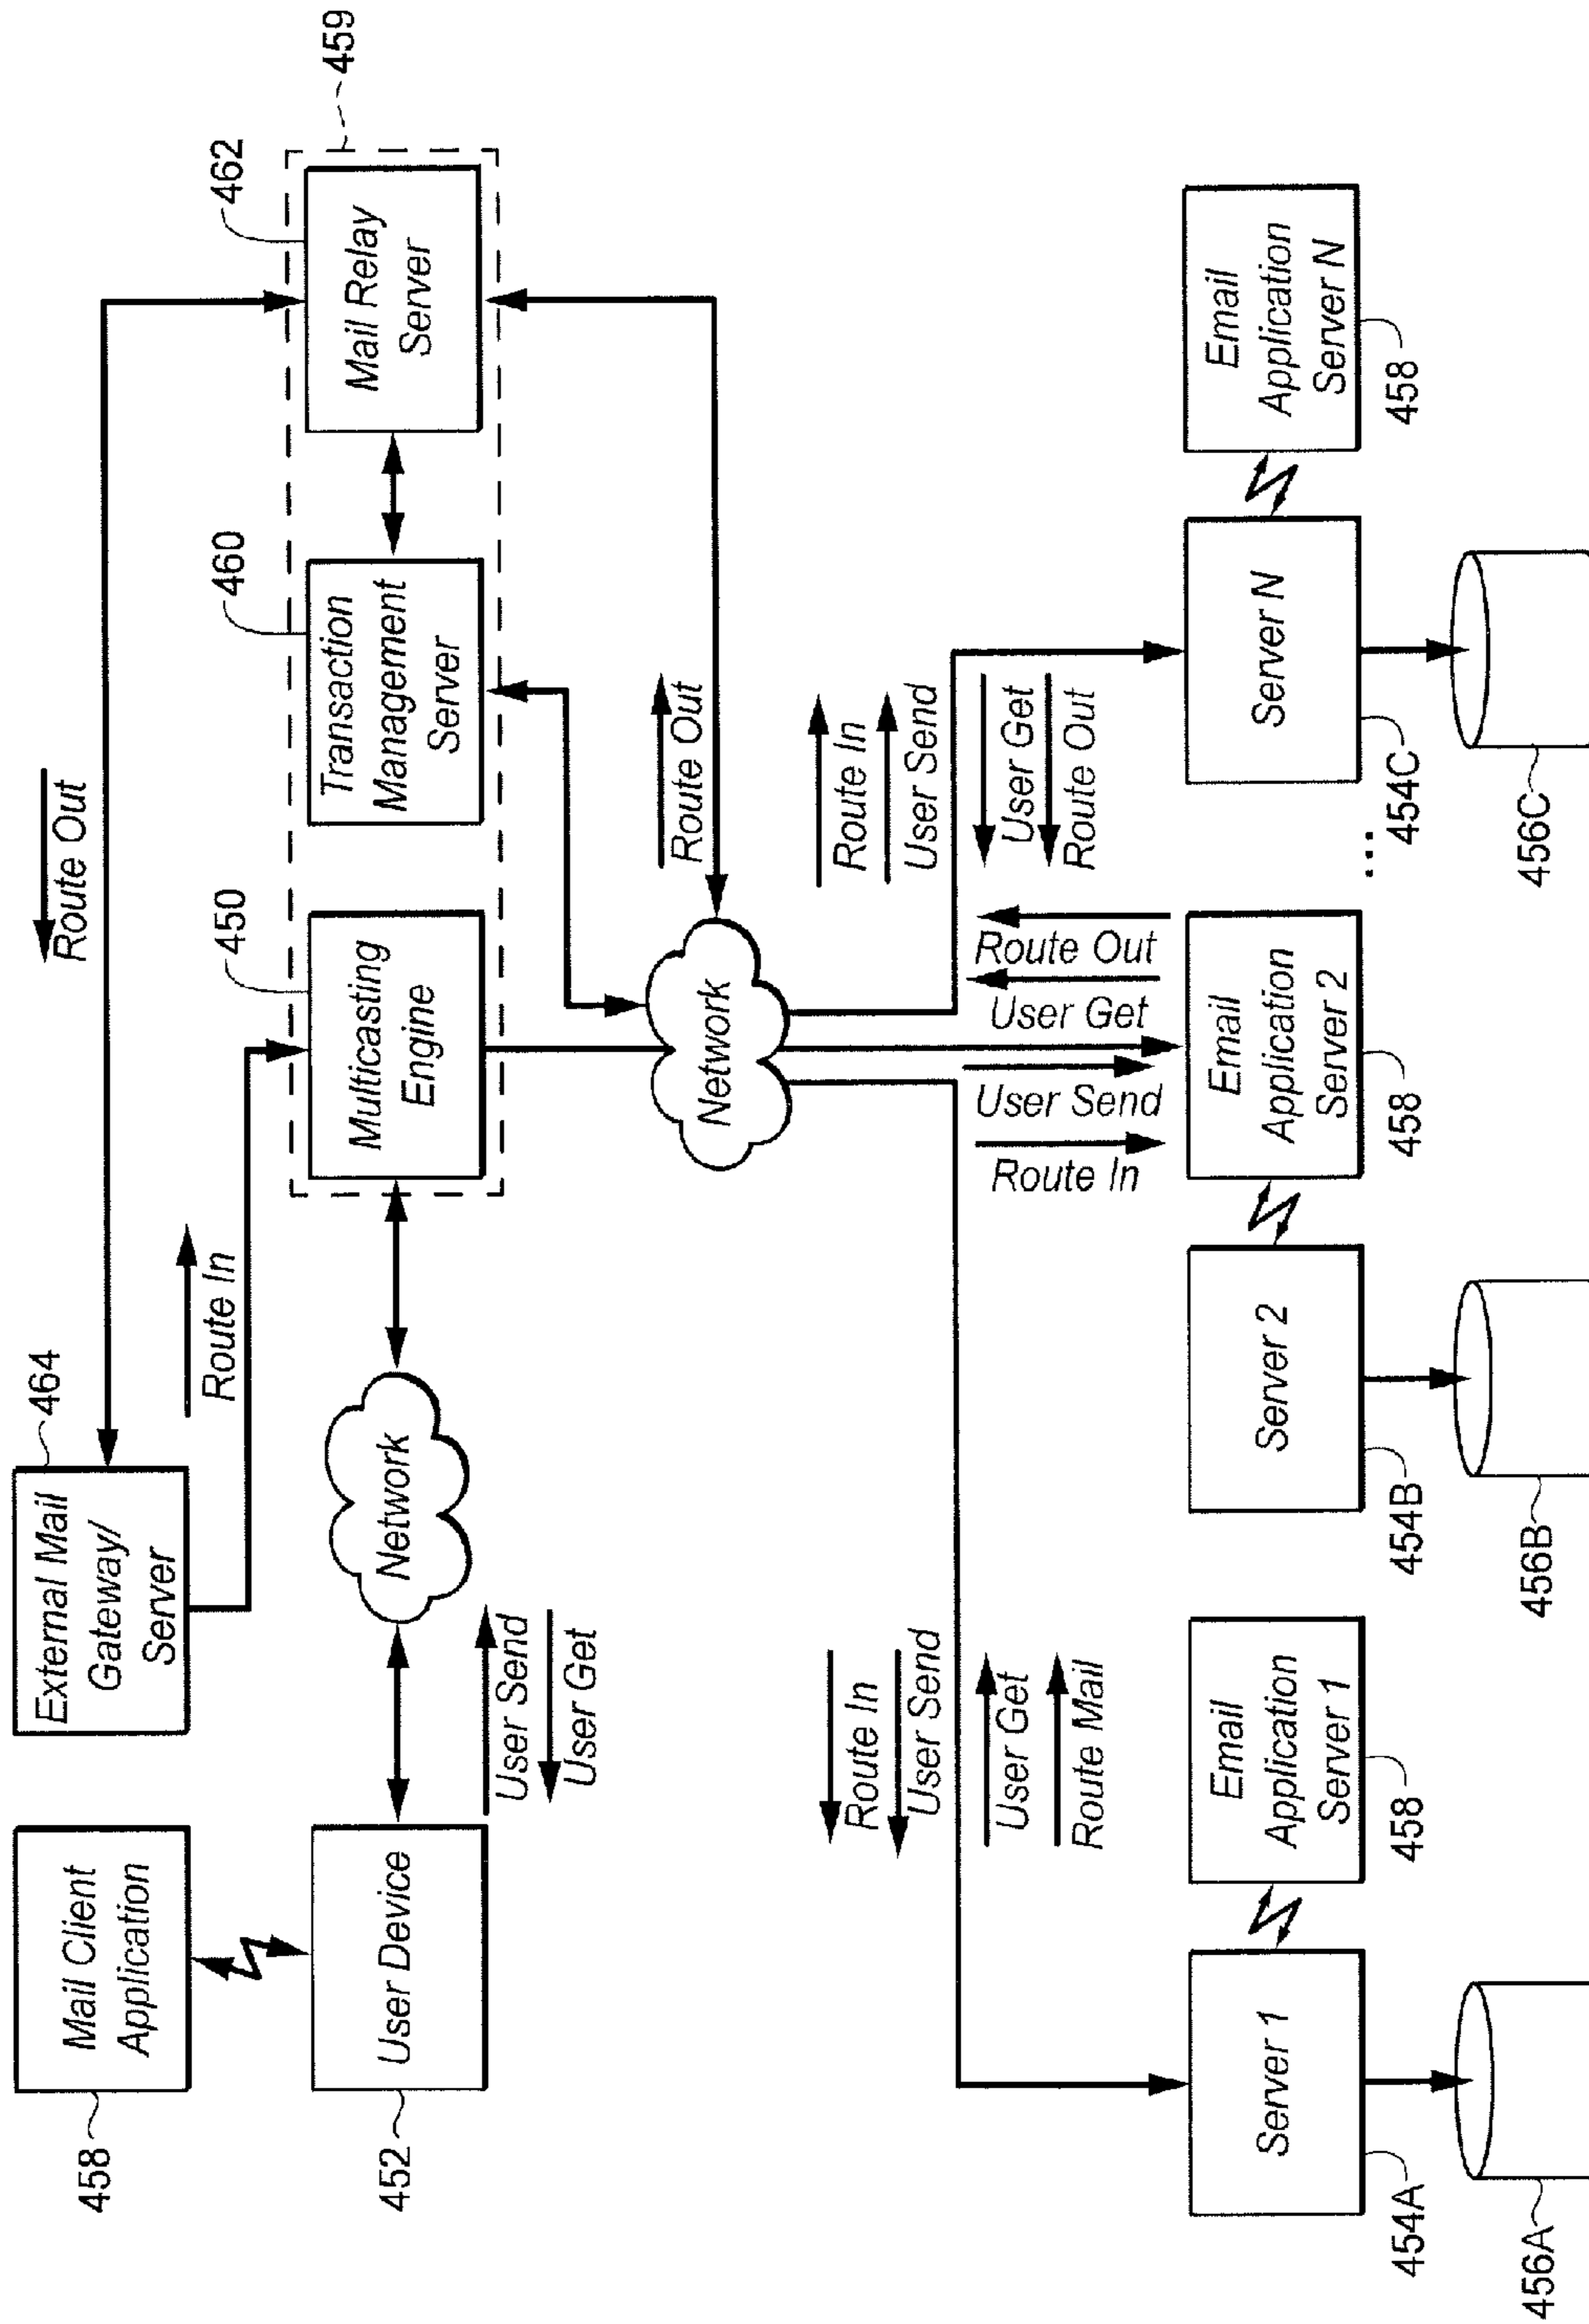 458
Mail Client
Application
External Mail
Gateway/
Server
464
Route Out
Route In
452
User Device
User Send
User Get
Network
450
Multicasting
Engine
460
Transaction
Management
Server
462
Mail Relay
Server
459
Network
Route Out
Route In
User Send
User Get
Route Mail
Route Out
User Get
User Send
Route In
Route In
User Send
User Get
Route Out
Server 1
454A
456A
Email
Application
Server 1
458
Server 2
454B
456B
Email
Application
Server 2
458
...
Server N
454C
456C
Email
Application
Server N
458